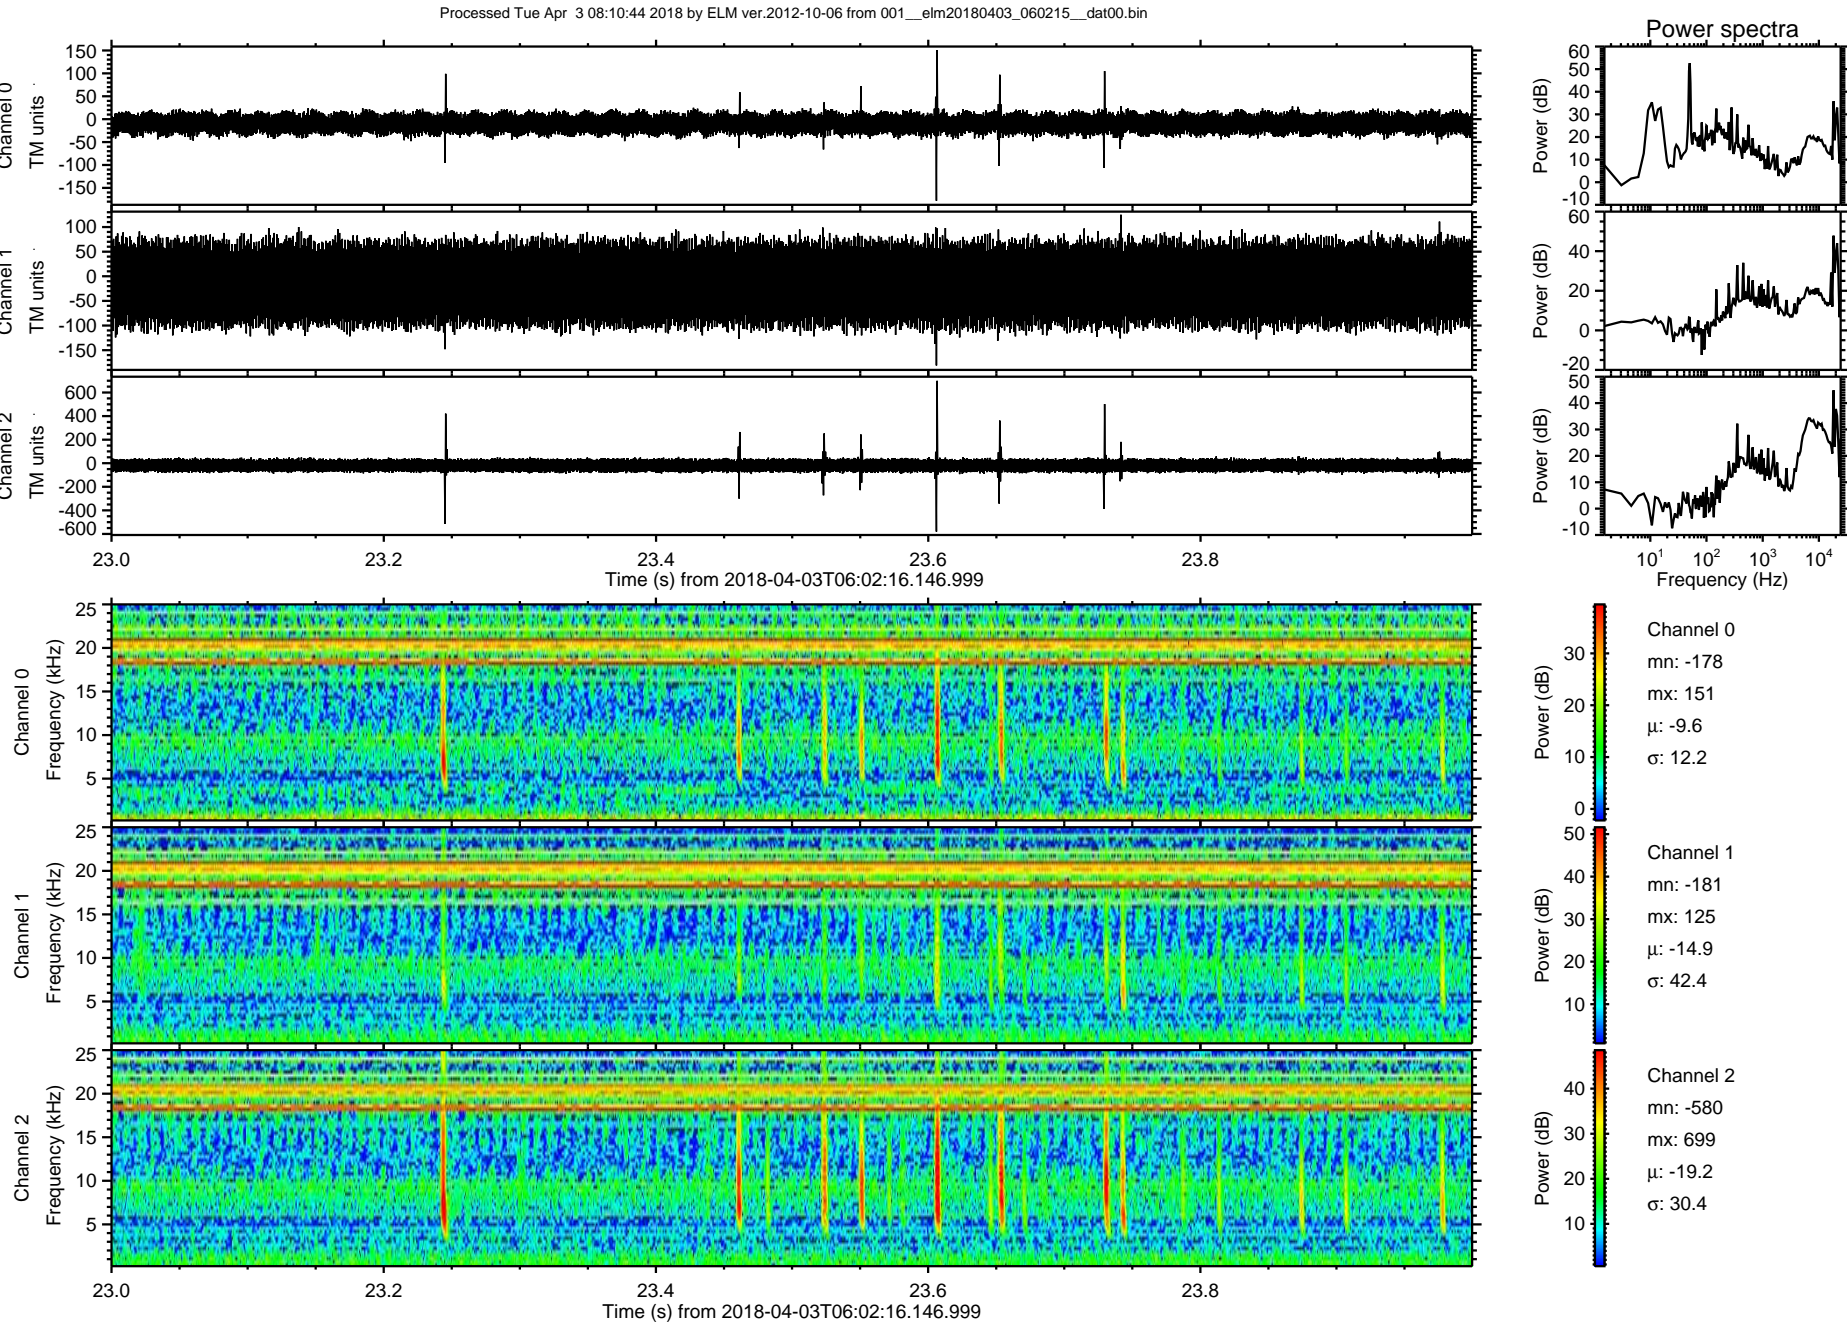 Processed Tue Apr 3 08:10:44 2018 by ELM ver.2012-10-06 from 001__elm20180403_060215__dat00.bin
Power spectra
Channel 0
TM units
150
100
50
0
-50
-100
-150
Power (dB)
60
50
40
30
20
10
0
-10
Channel 1
TM units
100
50
0
-50
-100
-150
Power (dB)
60
40
20
0
-20
Channel 2
TM units
600
400
200
0
-200
-400
-600
Power (dB)
50
40
30
20
10
0
-10
23.0 23.2 23.4 23.6 23.8
Time (s) from 2018-04-03T06:02:16.146.999
10¹ 10² 10³ 10⁴
Frequency (Hz)
Channel 0
Frequency (kHz)
25
20
15
10
5
Power (dB)
30
20
10
0
Channel 0
mn: -178
mx: 151
μ: -9.6
σ: 12.2
Channel 1
Frequency (kHz)
25
20
15
10
5
Power (dB)
50
40
30
20
10
Channel 1
mn: -181
mx: 125
μ: -14.9
σ: 42.4
Channel 2
Frequency (kHz)
25
20
15
10
5
Power (dB)
40
30
20
10
Channel 2
mn: -580
mx: 699
μ: -19.2
σ: 30.4
23.0 23.2 23.4 23.6 23.8
Time (s) from 2018-04-03T06:02:16.146.999